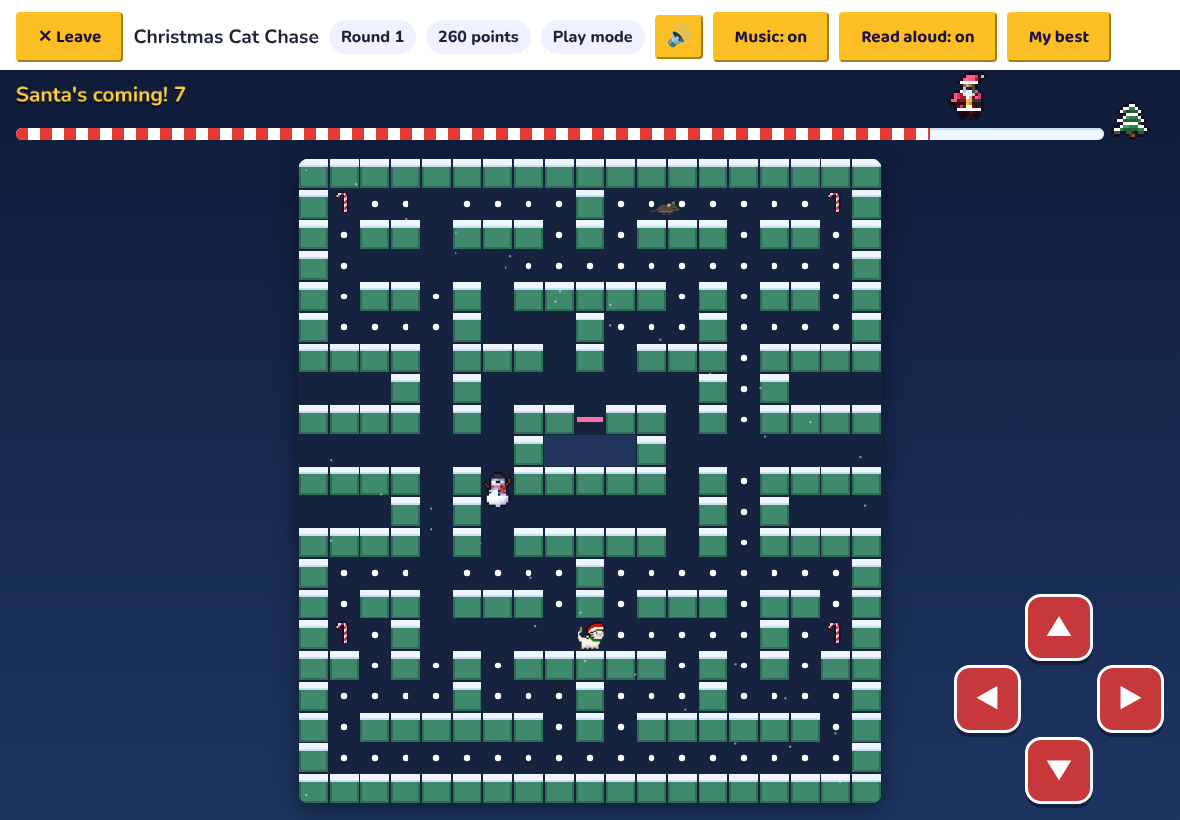 ✕ Leave
Christmas Cat Chase
Round 1
260 points
Play mode
Music: on
Read aloud: on
My best
Santa's coming! 7